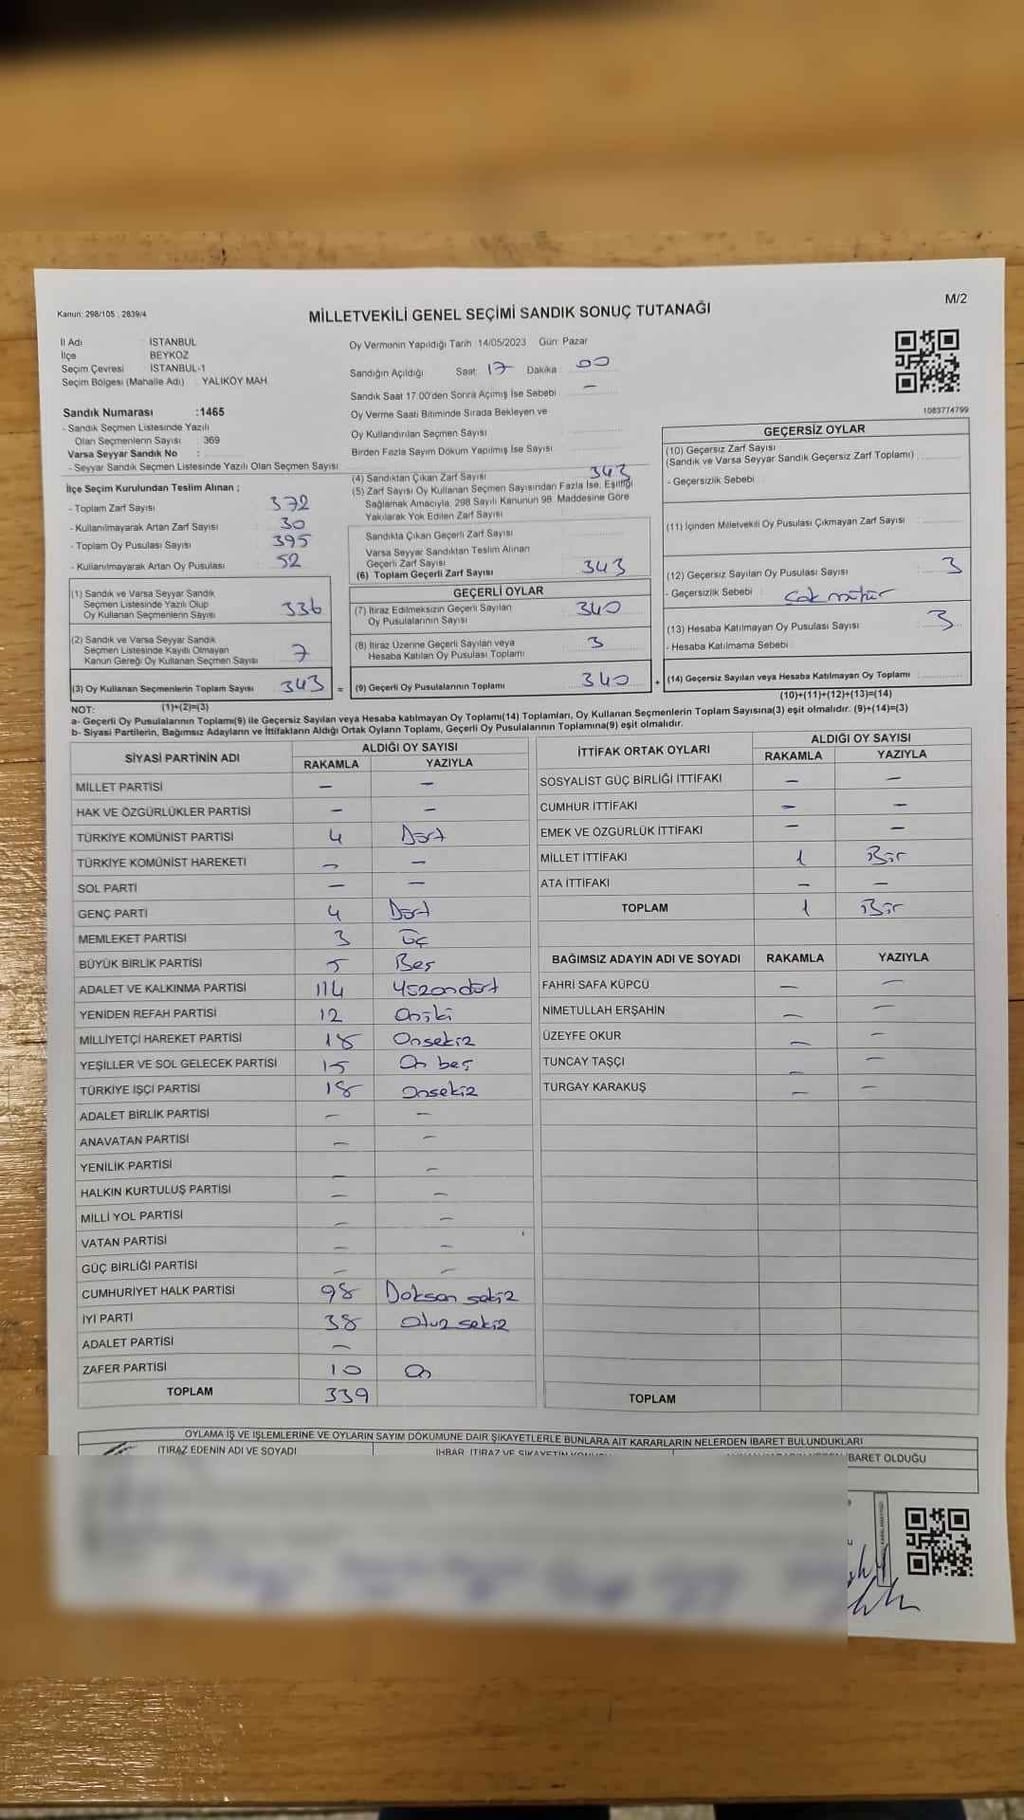 Kanun: 298/105 : 2839/4
M/2
MİLLETVEKİLİ GENEL SEÇİMİ SANDIK SONUÇ TUTANAĞI
İl Adı : İSTANBUL
İlçe : BEYKOZ
Seçim Çevresi : İSTANBUL-1
Seçim Bölgesi (Mahalle Adı) : YALIKÖY MAH
Oy Vermenin Yapıldığı Tarih :14/05/2023 Gün: Pazar
Sandığın Açıldığı Saat: 17 Dakika: 00
Sandık Saat 17.00'den Sonra Açılmış İse Sebebi : —
Oy Verme Saati Bitiminde Sırada Bekleyen ve
Oy Kullandırılan Seçmen Sayısı
Birden Fazla Sayım Döküm Yapılmış İse Sayısı
1083774799
Sandık Numarası :1465
- Sandık Seçmen Listesinde Yazılı
Olan Seçmenlerin Sayısı : 369
Varsa Seyyar Sandık No :
- Seyyar Sandık Seçmen Listesinde Yazılı Olan Seçmen Sayısı
İlçe Seçim Kurulundan Teslim Alınan ;
- Toplam Zarf Sayısı 372
- Kullanılmayarak Artan Zarf Sayısı 30
- Toplam Oy Pusulası Sayısı 395
- Kullanılmayarak Artan Oy Pusulası 52
(1) Sandık ve Varsa Seyyar Sandık
Seçmen Listesinde Yazılı Olup
Oy Kullanan Seçmenlerin Sayısı 336
(2) Sandık ve Varsa Seyyar Sandık
Seçmen Listesinde Kayıtlı Olmayan
Kanun Gereği Oy Kullanan Seçmen Sayısı 7
(3) Oy Kullanan Seçmenlerin Toplam Sayısı 343 =
(4) Sandıktan Çıkan Zarf Sayısı 343
(5) Zarf Sayısı Oy Kullanan Seçmen Sayısından Fazla İse, Eşitliği
Sağlamak Amacıyla, 298 Sayılı Kanunun 98. Maddesine Göre
Yakılarak Yok Edilen Zarf Sayısı
Sandıkta Çıkan Geçerli Zarf Sayısı
Varsa Seyyar Sandıktan Teslim Alınan
Geçerli Zarf Sayısı
(6) Toplam Geçerli Zarf Sayısı 343
GEÇERLİ OYLAR
(7) İtiraz Edilmeksizin Geçerli Sayılan
Oy Pusulalarının Sayısı 340
(8) İtiraz Üzerine Geçerli Sayılan veya
Hesaba Katılan Oy Pusulası Toplamı 3
(9) Geçerli Oy Pusulalarının Toplamı 340 +
GEÇERSİZ OYLAR
(10) Geçersiz Zarf Sayısı
(Sandık ve Varsa Seyyar Sandık Geçersiz Zarf Toplamı)
- Geçersizlik Sebebi
(11) İçinden Milletvekili Oy Pusulası Çıkmayan Zarf Sayısı
(12) Geçersiz Sayılan Oy Pusulası Sayısı 3
- Geçersizlik Sebebi Çok mühür
(13) Hesaba Katılmayan Oy Pusulası Sayısı 3
- Hesaba Katılmama Sebebi
(14) Geçersiz Sayılan veya Hesaba Katılmayan Oy Toplamı
NOT: (1)+(2)=(3) (10)+(11)+(12)+(13)=(14)
a- Geçerli Oy Pusulalarının Toplamı(9) ile Geçersiz Sayılan veya Hesaba katılmayan Oy Toplamı(14) Toplamları, Oy Kullanan Seçmenlerin Toplam Sayısına(3) eşit olmalıdır. (9)+(14)=(3)
b- Siyasi Partilerin, Bağımsız Adayların ve İttifakların Aldığı Ortak Oyların Toplamı, Geçerli Oy Pusulalarının Toplamına(9) eşit olmalıdır.
SİYASİ PARTİNİN ADI ALDIĞI OY SAYISI
RAKAMLA YAZIYLA
MİLLET PARTİSİ — —
HAK VE ÖZGÜRLÜKLER PARTİSİ — —
TÜRKİYE KOMÜNİST PARTİSİ 4 Dört
TÜRKİYE KOMÜNİST HAREKETİ — —
SOL PARTİ — —
GENÇ PARTİ 4 Dört
MEMLEKET PARTİSİ 3 Üç
BÜYÜK BİRLİK PARTİSİ 5 Beş
ADALET VE KALKINMA PARTİSİ 114 Yüzondört
YENİDEN REFAH PARTİSİ 12 Oniki
MİLLİYETÇİ HAREKET PARTİSİ 18 Onsekiz
YEŞİLLER VE SOL GELECEK PARTİSİ 15 On beş
TÜRKİYE İŞÇİ PARTİSİ 18 Onsekiz
ADALET BİRLİK PARTİSİ — —
ANAVATAN PARTİSİ — —
YENİLİK PARTİSİ — —
HALKIN KURTULUŞ PARTİSİ — —
MİLLİ YOL PARTİSİ — —
VATAN PARTİSİ — —
GÜÇ BİRLİĞİ PARTİSİ — —
CUMHURİYET HALK PARTİSİ 98 Doksan sekiz
İYİ PARTİ 38 Otuz sekiz
ADALET PARTİSİ —
ZAFER PARTİSİ 10 On
TOPLAM 339
İTTİFAK ORTAK OYLARI ALDIĞI OY SAYISI
RAKAMLA YAZIYLA
SOSYALİST GÜÇ BİRLİĞİ İTTİFAKI — —
CUMHUR İTTİFAKI — —
EMEK VE ÖZGÜRLÜK İTTİFAKI — —
MİLLET İTTİFAKI 1 Bir
ATA İTTİFAKI — —
TOPLAM 1 Bir
BAĞIMSIZ ADAYIN ADI VE SOYADI RAKAMLA YAZIYLA
FAHRİ SAFA KÜPCÜ — —
NİMETULLAH ERŞAHİN — —
ÜZEYFE OKUR — —
TUNCAY TAŞÇI — —
TURGAY KARAKUŞ — —
TOPLAM
OYLAMA İŞ VE İŞLEMLERİNE VE OYLARIN SAYIM DÖKÜMÜNE DAİR ŞİKAYETLERLE BUNLARA AİT KARARLARIN NELERDEN İBARET BULUNDUKLARI
İTİRAZ EDENİN ADI VE SOYADI İHBAR, İTİRAZ VE ŞİKAYETİN KONUSU BARET OLDUĞU